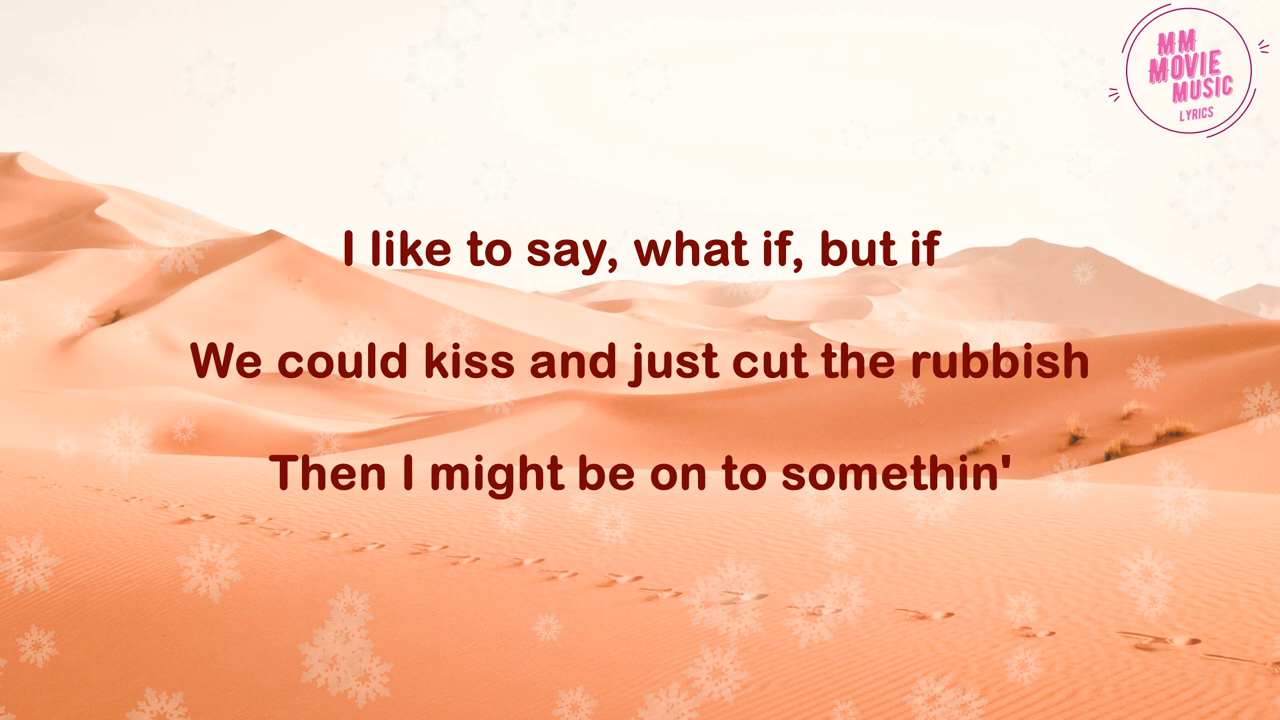 MM
MOVIE
MUSIC
LYRICS
I like to say, what if, but if
We could kiss and just cut the rubbish
Then I might be on to somethin'